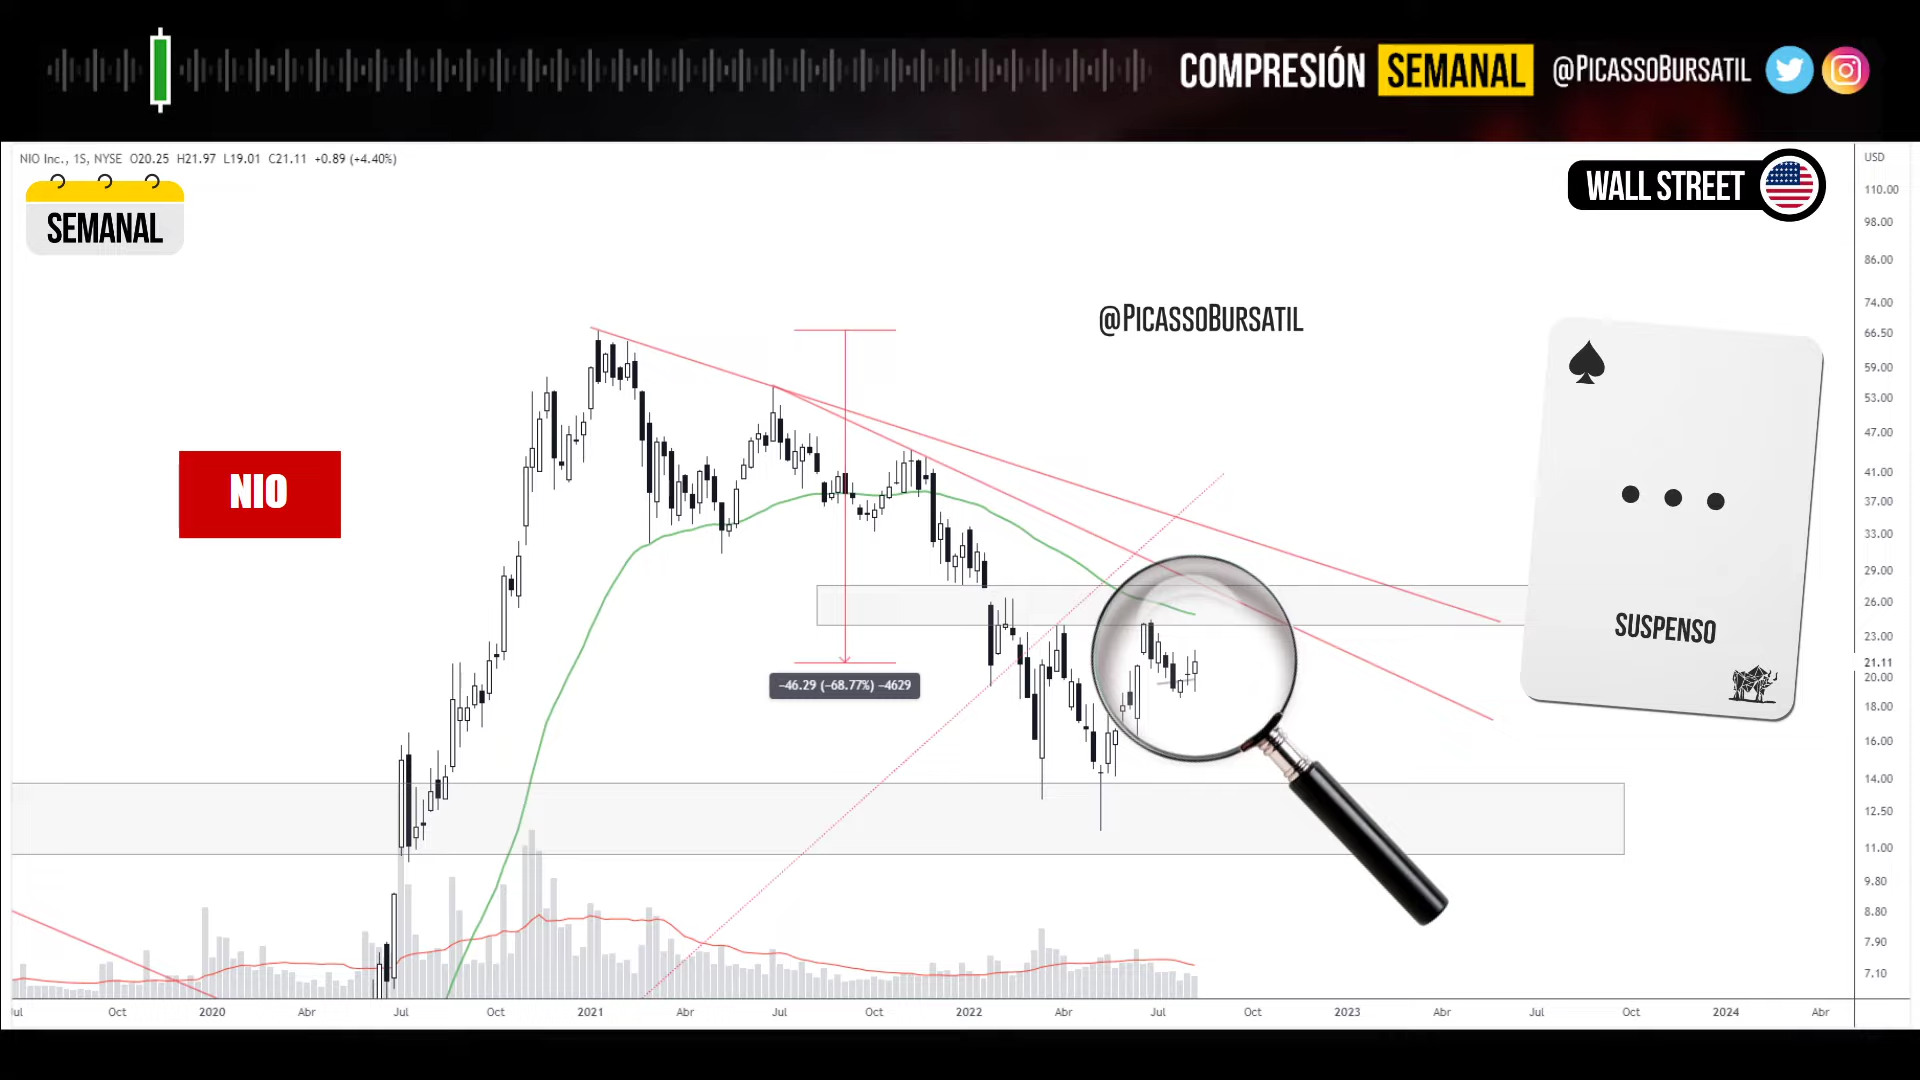 COMPRESIÓN SEMANAL @PICASSOBURSATIL
NIO Inc., 1S, NYSE O20.25 H21.97 L19.01 C21.11 +0.89 (+4.40%)
USD
SEMANAL
WALL STREET
110.00
98.00
86.00
@PICASSOBURSATIL
74.00
66.50
59.00
53.00
47.00
41.00
NIO
37.00
33.00
29.00
26.00
SUSPENSO
23.00
21.11
20.00
−46.29 (−68.77%) −4629
18.00
16.00
14.00
12.50
11.00
9.80
8.80
7.90
7.10
Jul Oct 2020 Abr Jul Oct 2021 Abr Jul Oct 2022 Abr Jul Oct 2023 Abr Jul Oct 2024 Abr